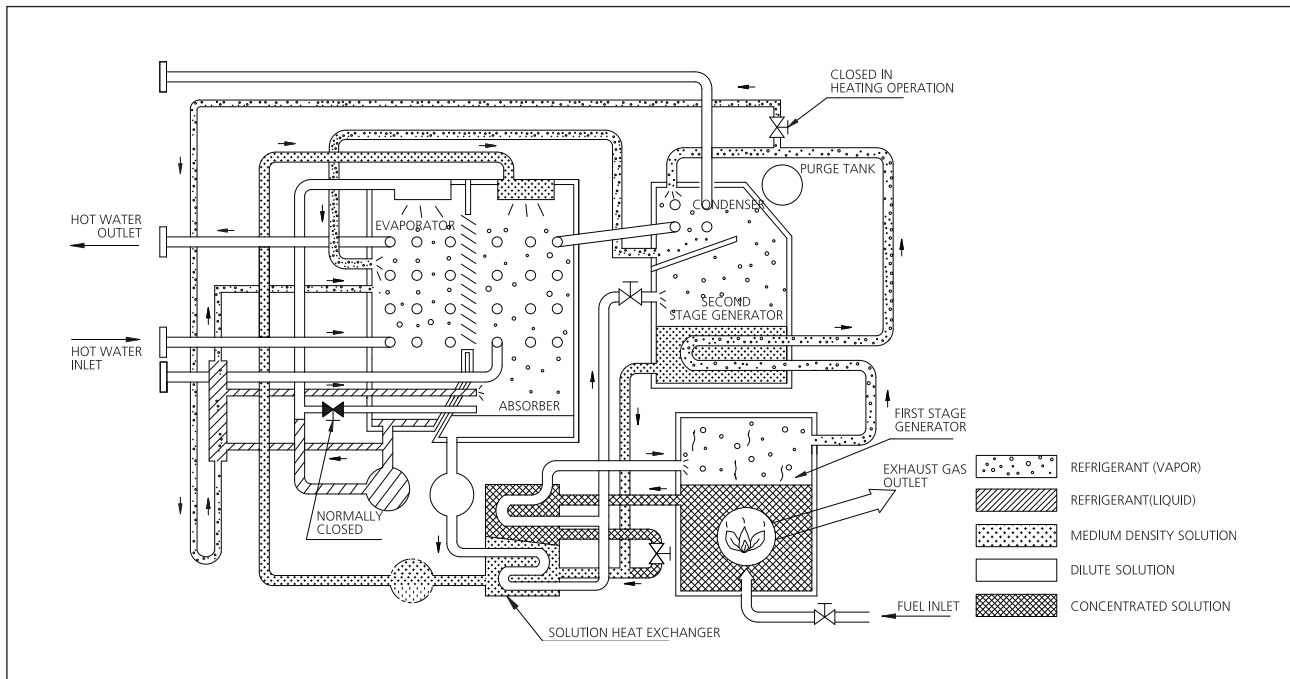 CLOSED IN
HEATING OPERATION
PURGE TANK
CONDENSER
HOT WATER
OUTLET
EVAPORATOR
SECOND
STAGE GENERATOR
HOT WATER
INLET
ABSORBER
FIRST STAGE
GENERATOR
EXHAUST GAS
OUTLET
NORMALLY
CLOSED
FUEL INLET
SOLUTION HEAT EXCHANGER
REFRIGERANT (VAPOR)
REFRIGERANT(LIQUID)
MEDIUM DENSITY SOLUTION
DILUTE SOLUTION
CONCENTRATED SOLUTION